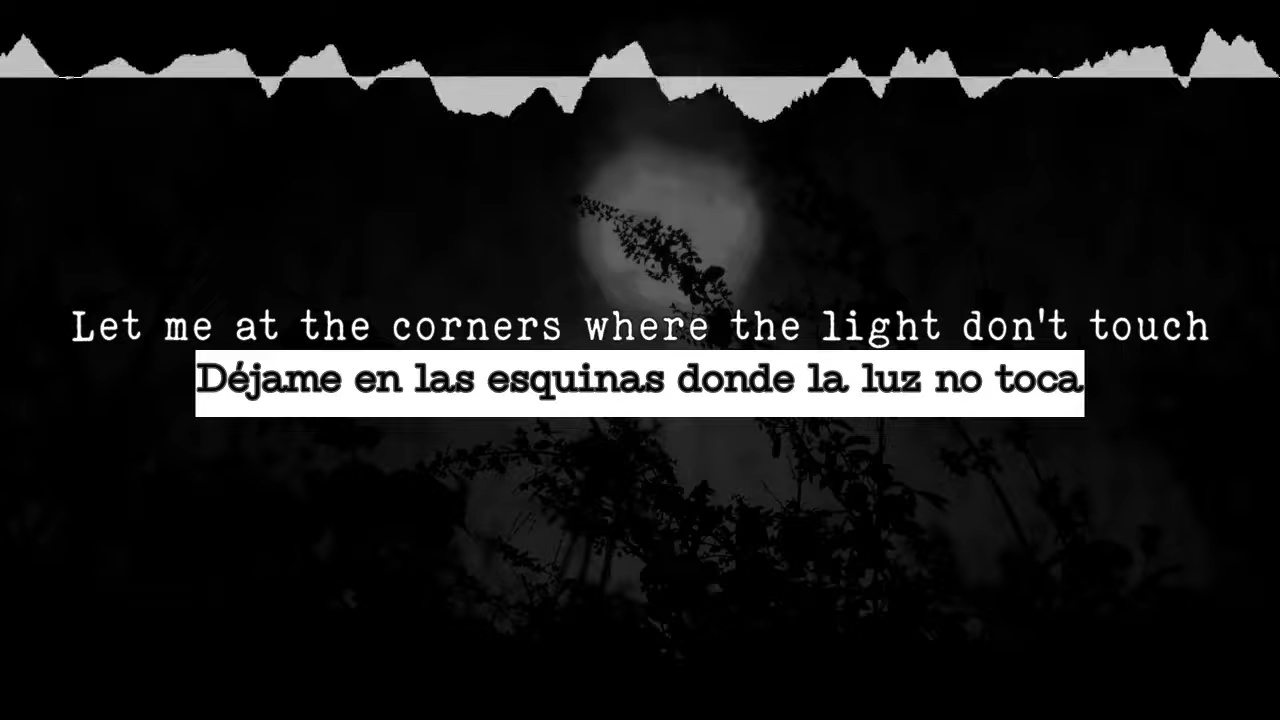 Let me at the corners where the light don't touch
Déjame en las esquinas donde la luz no toca